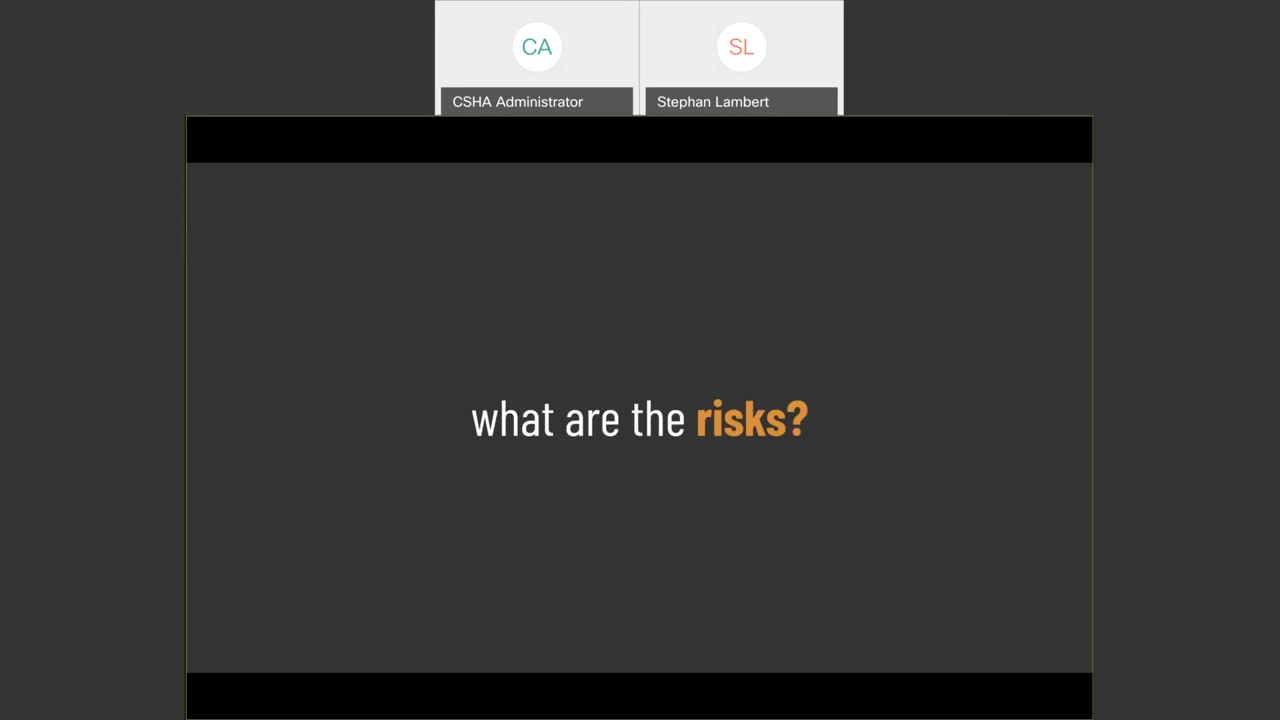 CA
SL
CSHA Administrator
Stephan Lambert
what are the risks?